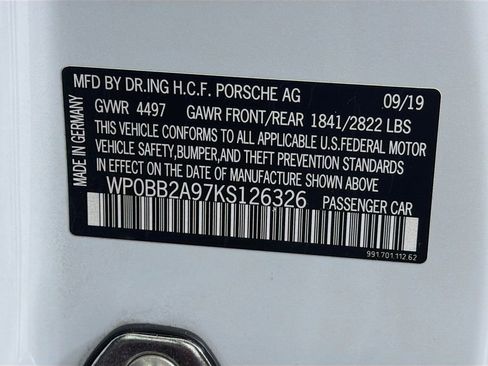 MFD BY DR.ING H.C.F. PORSCHE AG 09/19
GVWR 4497 GAWR FRONT/REAR 1841/2822 LBS
THIS VEHICLE CONFORMS TO ALL APPLICABLE U.S.FEDERAL MOTOR
VEHICLE SAFETY,BUMPER,AND THEFT PREVENTION STANDARDS
IN EFFECT ON THE DATE OF MANUFACTURE SHOWN ABOVE.
WP0BB2A97KS126326 PASSENGER CAR
991.701.112.62
MADE IN GERMANY